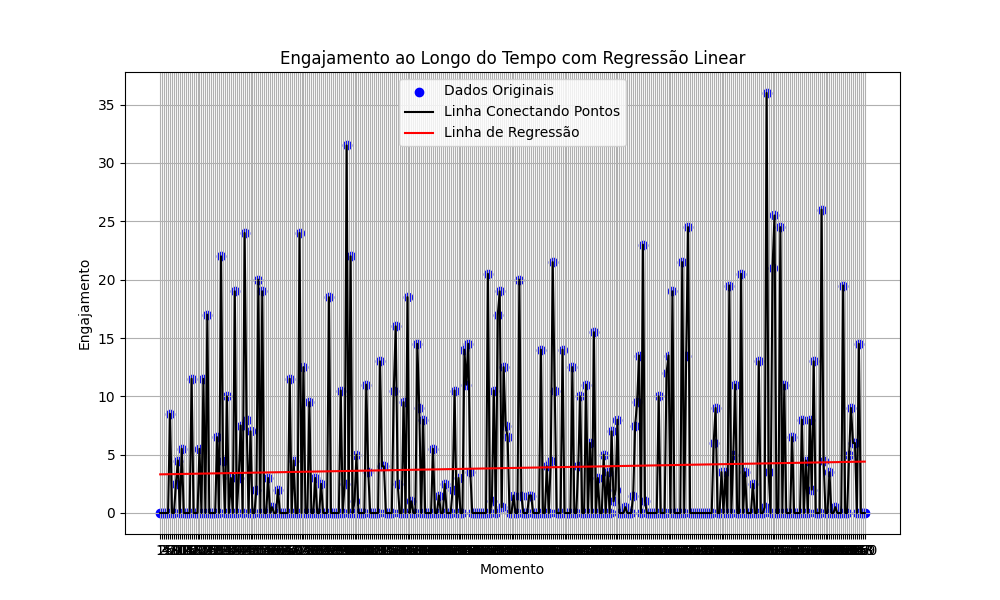 Engajamento ao Longo do Tempo com Regressão Linear
Dados Originais
Linha Conectando Pontos
Linha de Regressão
35
30
25
20
15
10
5
0
Engajamento
Momento